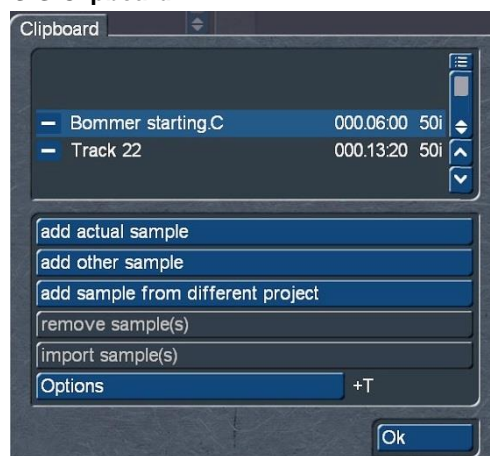 Clipboard
Bommer starting.C 000.06:00 50i
Track 22 000.13:20 50i
add actual sample
add other sample
add sample from different project
remove sample(s)
import sample(s)
Options +T
Ok